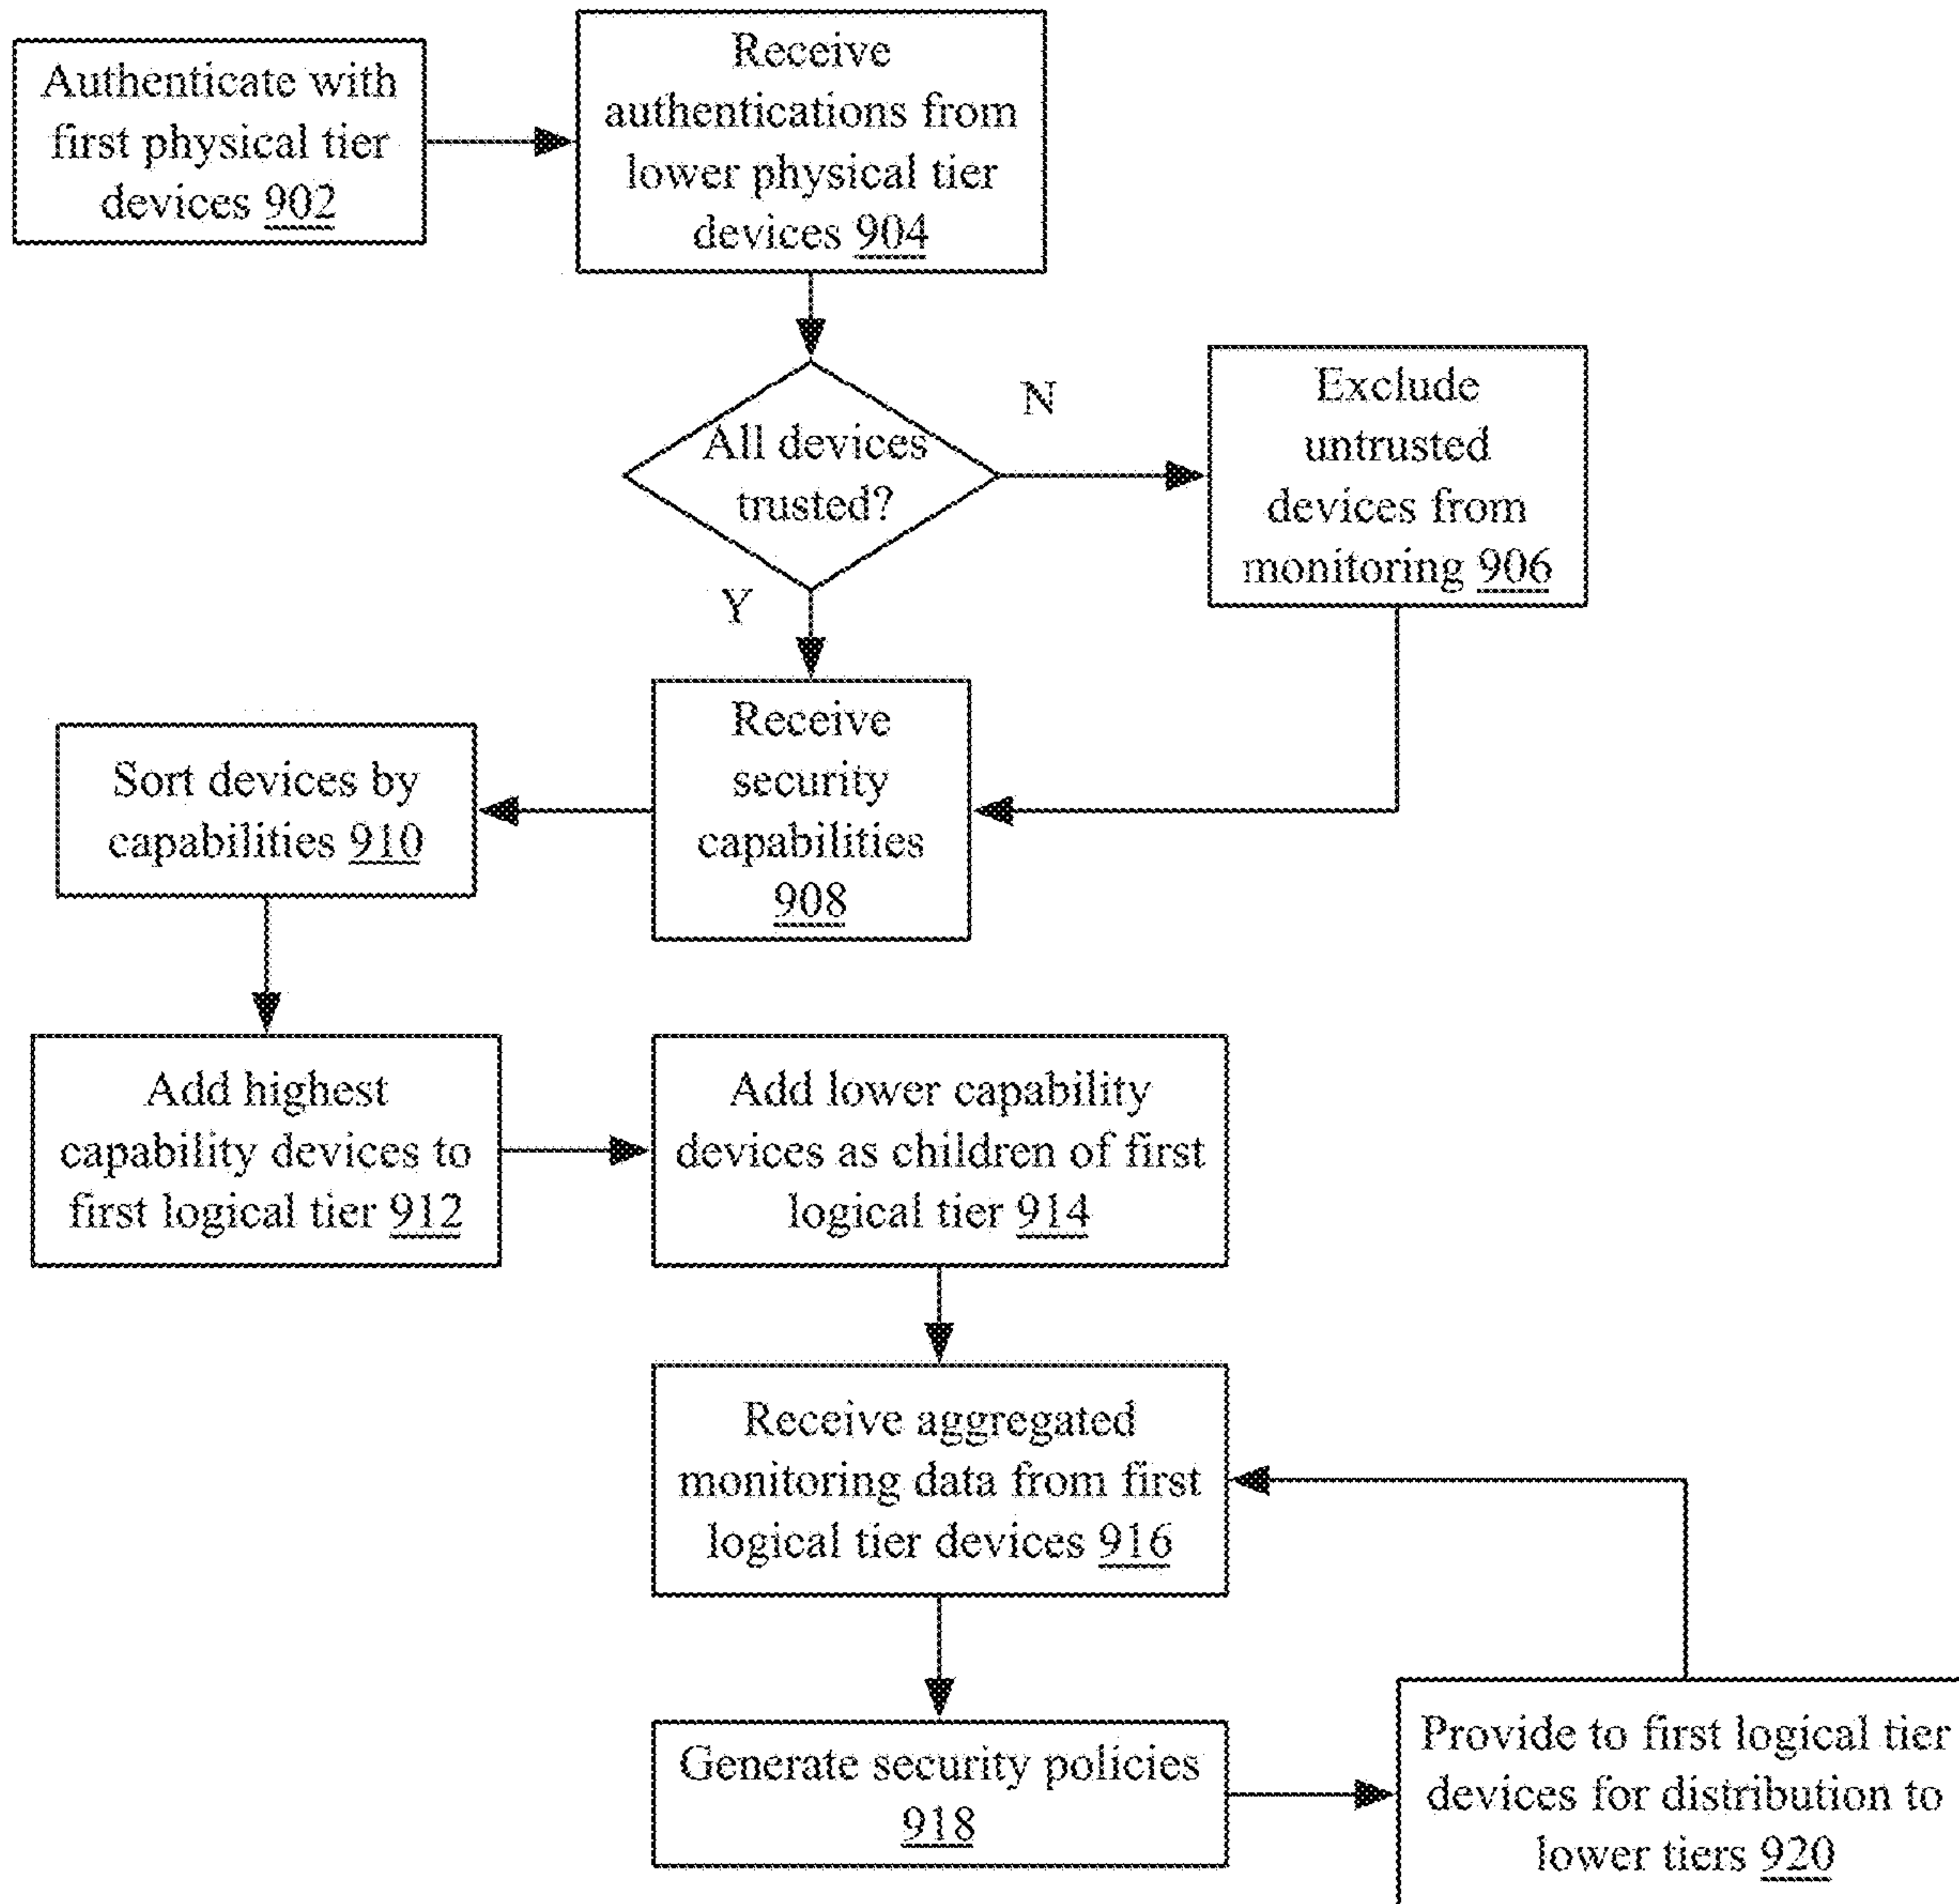 Authenticate with
first physical tier
devices 902
Receive
authentications from
lower physical tier
devices 904
All devices
trusted?
N
Y
Exclude
untrusted
devices from
monitoring 906
Receive
security
capabilities
908
Sort devices by
capabilities 910
Add highest
capability devices to
first logical tier 912
Add lower capability
devices as children of first
logical tier 914
Receive aggregated
monitoring data from first
logical tier devices 916
Generate security policies
918
Provide to first logical tier
devices for distribution to
lower tiers 920